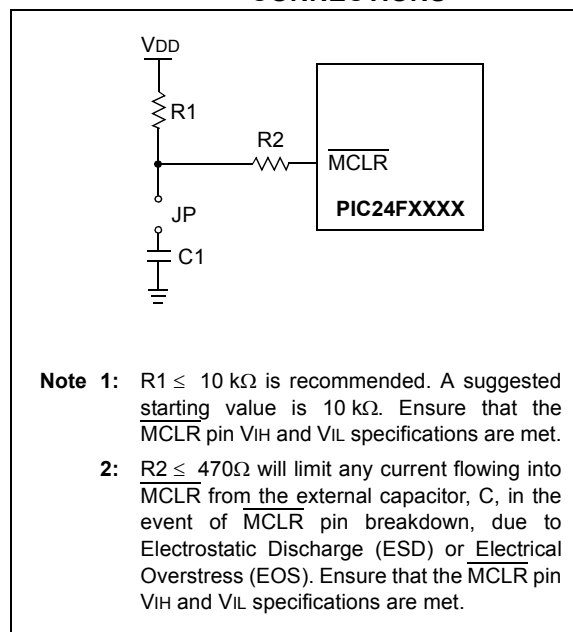 VDD
R1
R2
MCLR
PIC24FXXXX
JP
C1
Note 1: R1 ≤ 10 kΩ is recommended. A suggested
starting value is 10 kΩ. Ensure that the
MCLR pin VIH and VIL specifications are met.
2: R2 ≤ 470Ω will limit any current flowing into
MCLR from the external capacitor, C, in the
event of MCLR pin breakdown, due to
Electrostatic Discharge (ESD) or Electrical
Overstress (EOS). Ensure that the MCLR pin
VIH and VIL specifications are met.